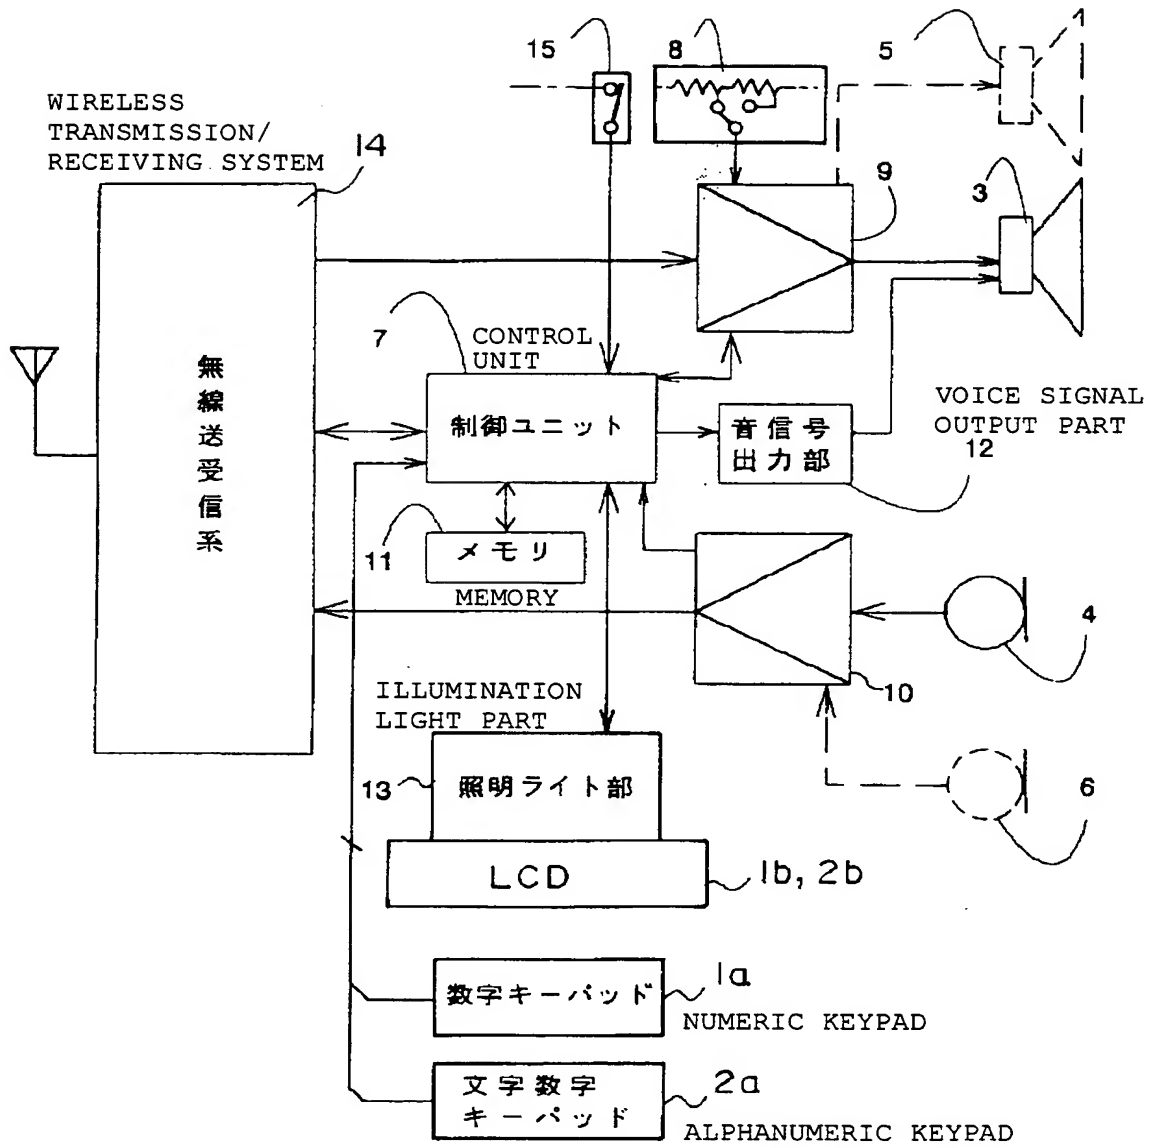 15
8
5
WIRELESS
TRANSMISSION/
RECEIVING SYSTEM
14
9
3
7
CONTROL
UNIT
無線送受信系
制御ユニット
音信号
出力部
VOICE SIGNAL
OUTPUT PART
12
11
メモリ
MEMORY
4
10
ILLUMINATION
LIGHT PART
13
照明ライト部
6
LCD
1b, 2b
数字キーパッド
1a
NUMERIC KEYPAD
文字数字
キーパッド
2a
ALPHANUMERIC KEYPAD